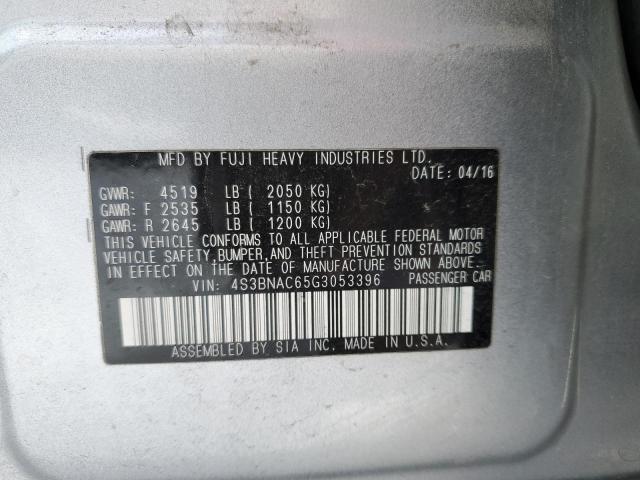 MFD BY FUJI HEAVY INDUSTRIES LTD.
DATE: 04/16
GVWR: 4519 LB ( 2050 KG)
GAWR: F 2535 LB ( 1150 KG)
GAWR: R 2645 LB ( 1200 KG)
THIS VEHICLE CONFORMS TO ALL APPLICABLE FEDERAL MOTOR
VEHICLE SAFETY, BUMPER, AND THEFT PREVENTION STANDARDS
IN EFFECT ON THE DATE OF MANUFACTURE SHOWN ABOVE.
VIN: 4S3BNAC65G3053396 PASSENGER CAR
ASSEMBLED BY SIA INC. MADE IN U.S.A.